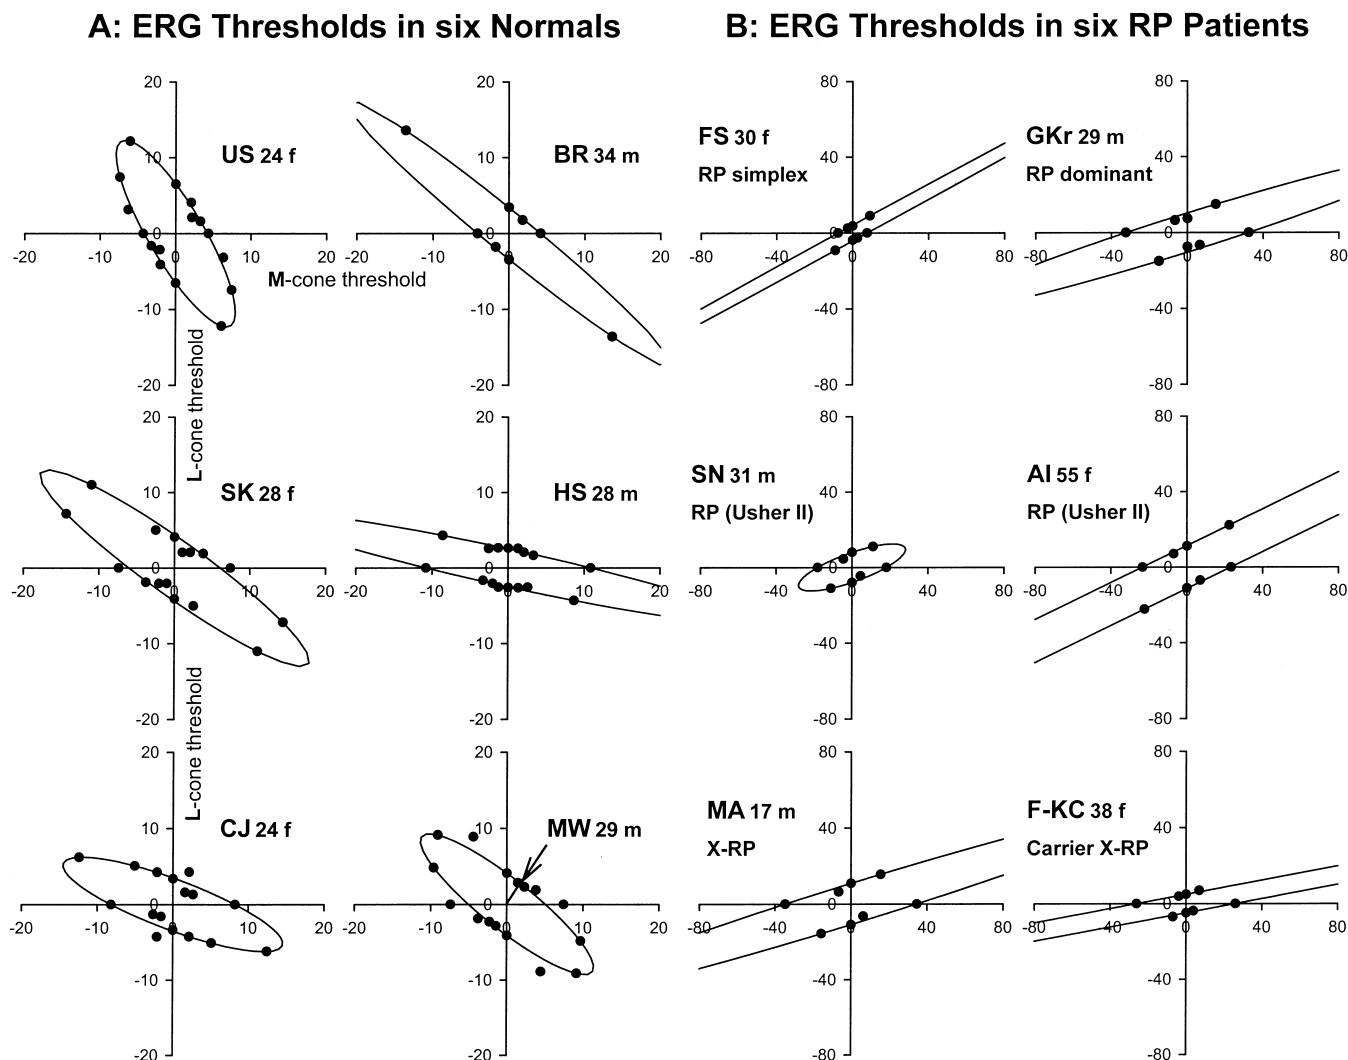 A: ERG Thresholds in six Normals
B: ERG Thresholds in six RP Patients
20
US 24 f
10
-20 -10 0 10 20
-10
-20
M-cone threshold
L-cone threshold
20
BR 34 m
10
-10 0 10 20
-10
-20
80
FS 30 f
40
RP simplex
-80 -40 0 40 80
-40
-80
80
GKr 29 m
40
RP dominant
-80 -40 0 40 80
-40
-80
20
SK 28 f
10
-20 -10 0 10 20
-10
-20
L-cone threshold
20
HS 28 m
10
-10 0 10 20
-10
-20
80
SN 31 m
40
RP (Usher II)
-80 -40 0 40 80
-40
-80
80
AI 55 f
40
RP (Usher II)
-80 -40 0 40 80
-40
-80
20
CJ 24 f
10
-20 -10 0 10 20
-10
-20
20
MW 29 m
10
-10 0 10 20
-10
-20
80
MA 17 m
40
X-RP
-80 -40 0 40 80
-40
-80
80
F-KC 38 f
40
Carrier X-RP
-80 -40 0 40 80
-40
-80